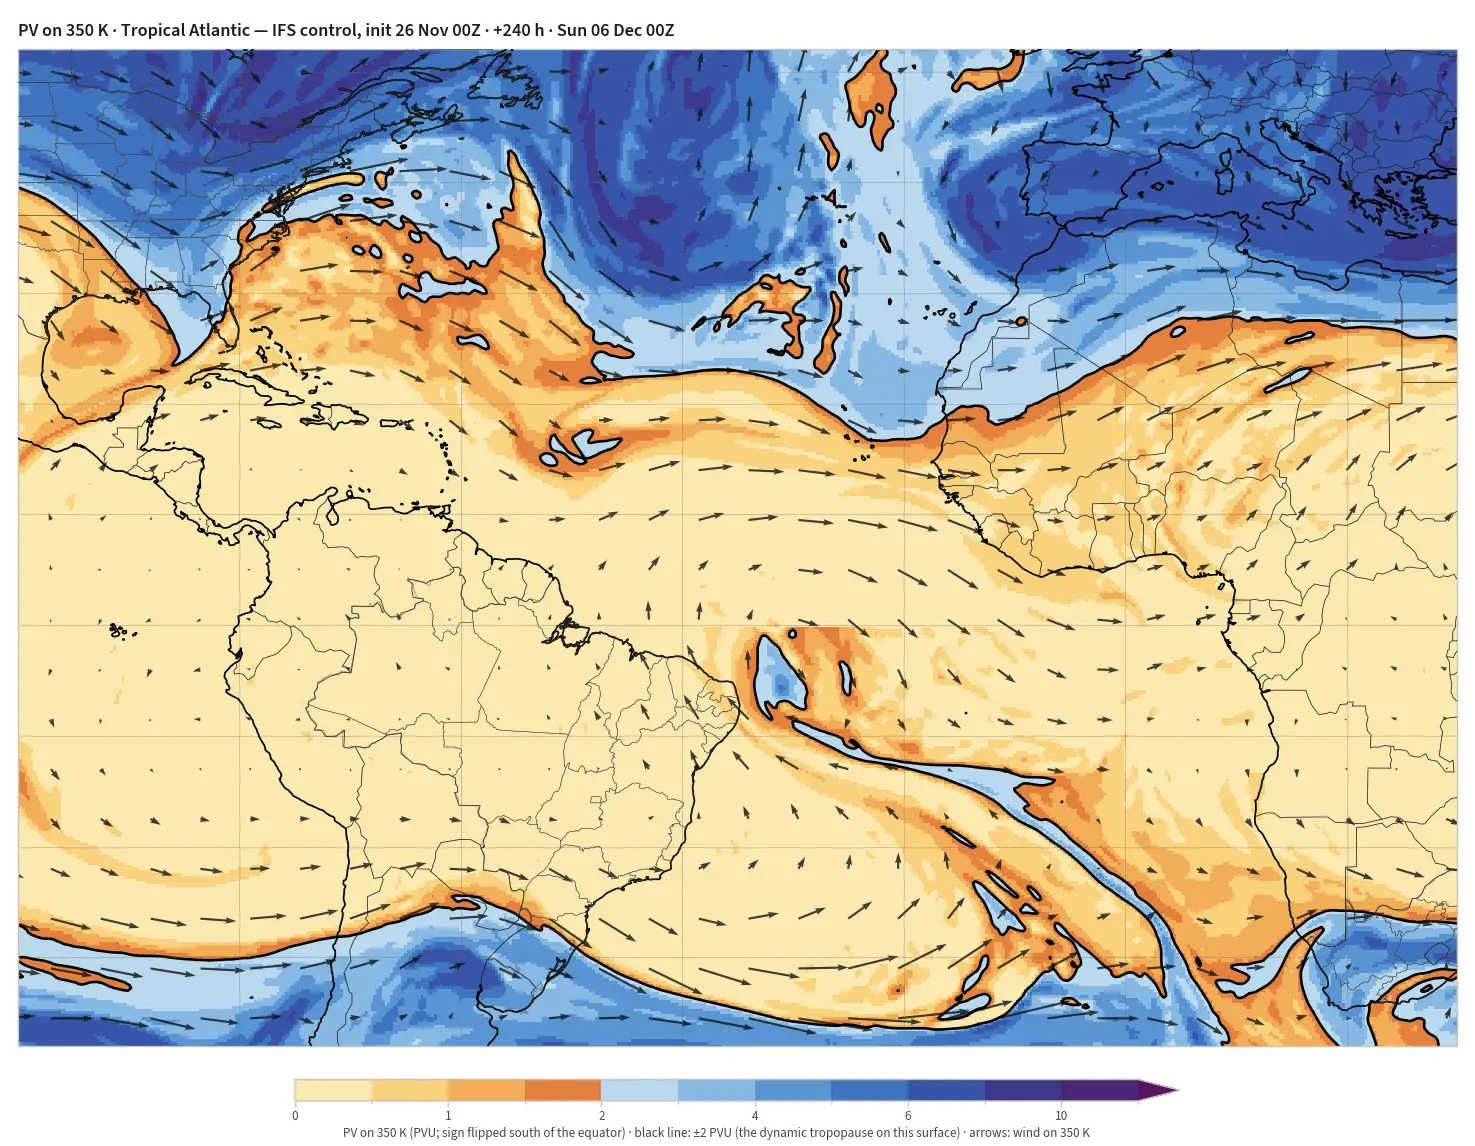 PV on 350 K · Tropical Atlantic — IFS control, init 26 Nov 00Z · +240 h · Sun 06 Dec 00Z
0 1 2 4 6 10
PV on 350 K (PVU; sign flipped south of the equator) · black line: ±2 PVU (the dynamic tropopause on this surface) · arrows: wind on 350 K